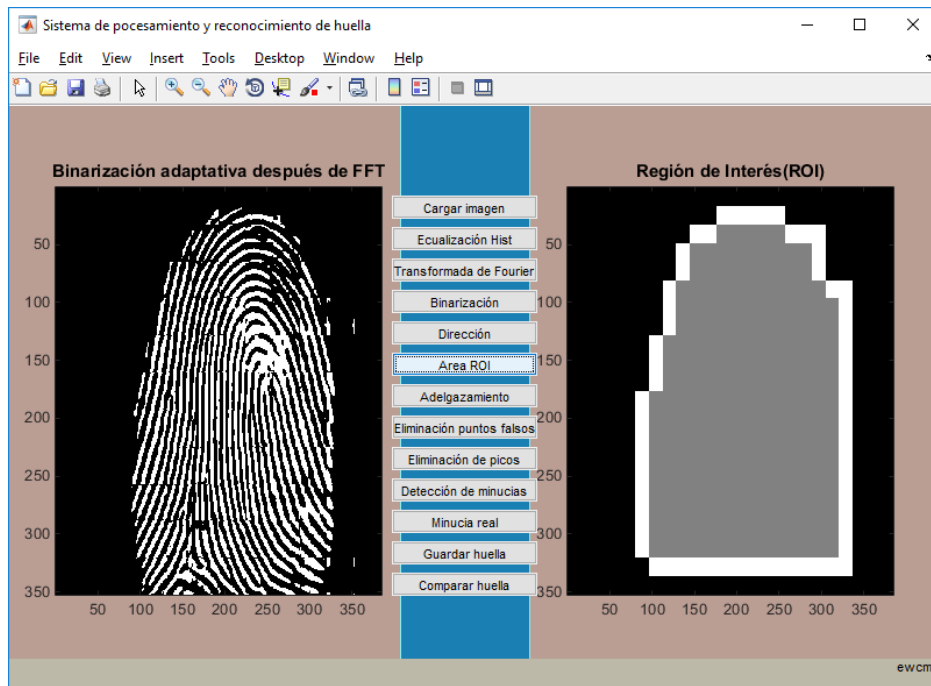 Sistema de pocesamiento y reconocimiento de huella
File Edit View Insert Tools Desktop Window Help
Binarización adaptativa después de FFT
50
100
150
200
250
300
350
50 100 150 200 250 300 350
Cargar imagen
Ecualización Hist
Transformada de Fourier
Binarización
Dirección
Area ROI
Adelgazamiento
Eliminación puntos falsos
Eliminación de picos
Detección de minucias
Minucia real
Guardar huella
Comparar huella
Región de Interés(ROI)
50
100
150
200
250
300
350
50 100 150 200 250 300 350
ewcm